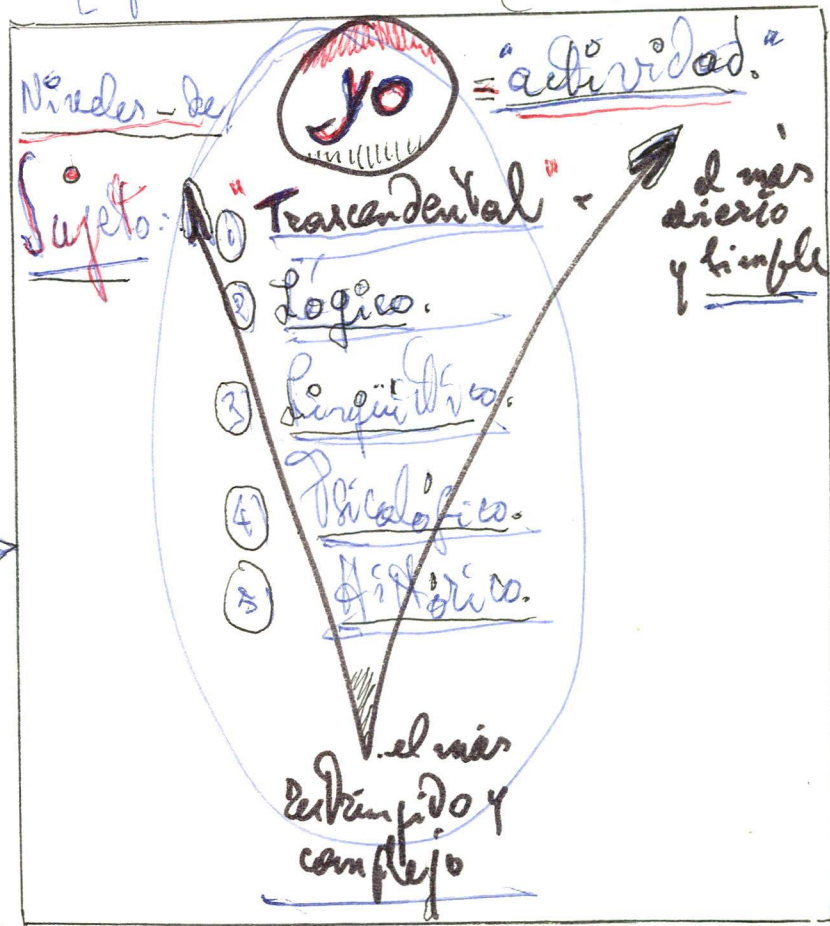 yo = "actividad."
Niveles de
Sujeto:
① "Trascendental"
② Lógico.
③ Lingüístico.
④ Psicológico.
⑤ Histórico.
el más
y simple
el más
restringido y
complejo